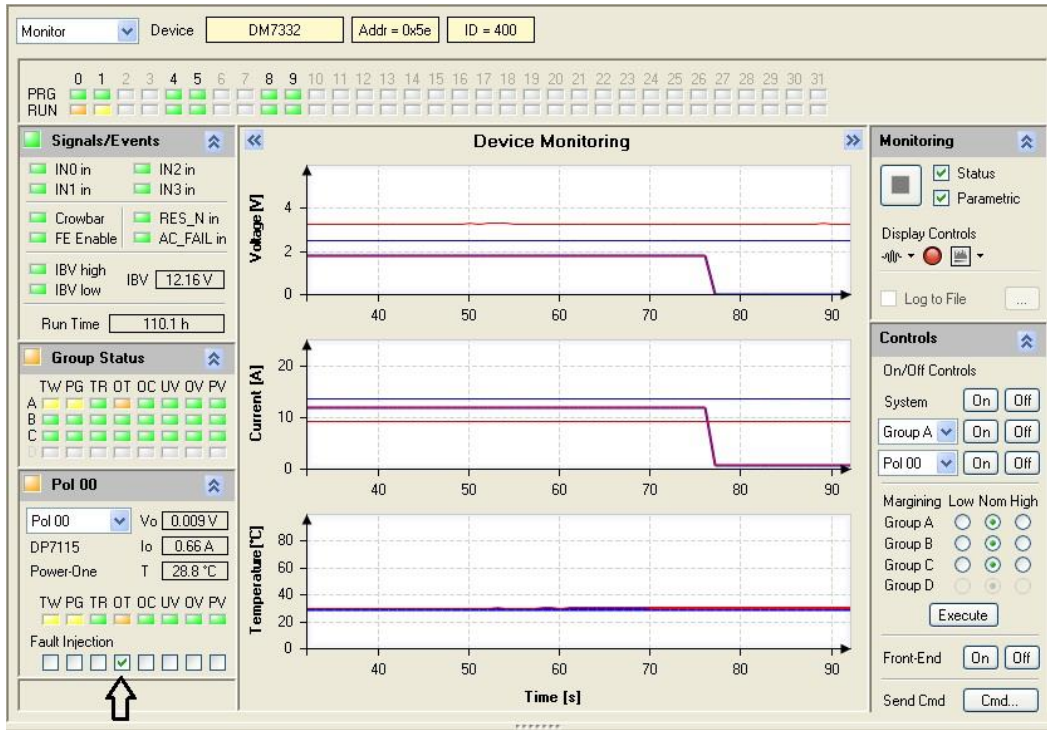 Monitor Device DM7332 Addr = 0x5e ID = 400
0 1 2 3 4 5 6 7 8 9 10 11 12 13 14 15 16 17 18 19 20 21 22 23 24 25 26 27 28 29 30 31
PRG
RUN
Signals/Events
IN0 in IN2 in
IN1 in IN3 in
Crowbar RES_N in
FE Enable AC_FAIL in
IBV high
IBV 12.16 V
IBV low
Run Time 110.1 h
Group Status
TW PG TR OT OC UV OV PV
A
B
C
D
Pol 00
Pol 00 Vo 0.009 V
DP7115 Io 0.66 A
Power-One T 28.8 °C
TW PG TR OT OC UV OV PV
Fault Injection
Device Monitoring
Voltage [V]
4
2
0
40 50 60 70 80 90
Current [A]
20
10
0
40 50 60 70 80 90
Temperature [°C]
80
60
40
20
0
40 50 60 70 80 90
Time [s]
Monitoring
Status
Parametric
Display Controls
Log to File ...
Controls
On/Off Controls
System On Off
Group A On Off
Pol 00 On Off
Margining Low Nom High
Group A
Group B
Group C
Group D
Execute
Front-End On Off
Send Cmd Cmd...